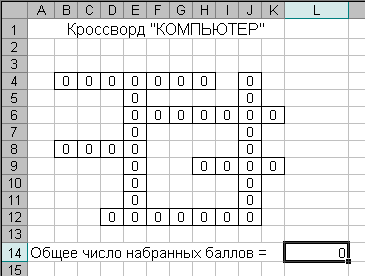 A B C D E F G H I J K L
1 Кроссворд "КОМПЬЮТЕР"
2
3
4 0 0 0 0 0 0 0 0
5 0 0
6 0 0 0 0 0 0 0
7 0 0
8 0 0 0 0 0
9 0 0 0 0 0
10 0 0
11 0 0
12 0 0 0 0 0 0 0
13
14 Общее число набранных баллов = 0
15